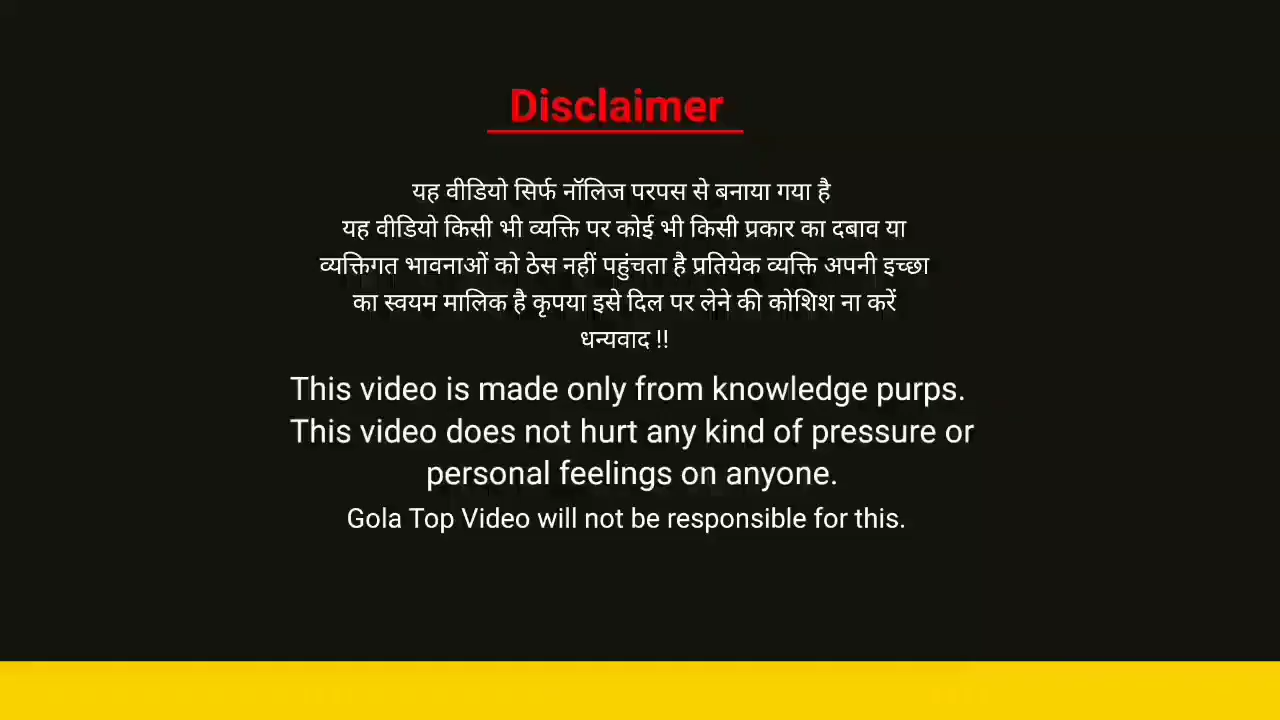 Disclaimer
यह वीडियो सिर्फ नॉलिज परपस से बनाया गया है
यह वीडियो किसी भी व्यक्ति पर कोई भी किसी प्रकार का दबाव या
व्यक्तिगत भावनाओं को ठेस नहीं पहुंचता है प्रतियेक व्यक्ति अपनी इच्छा
का स्वयम मालिक है कृपया इसे दिल पर लेने की कोशिश ना करें
धन्यवाद !!
This video is made only from knowledge purps.
This video does not hurt any kind of pressure or
personal feelings on anyone.
Gola Top Video will not be responsible for this.